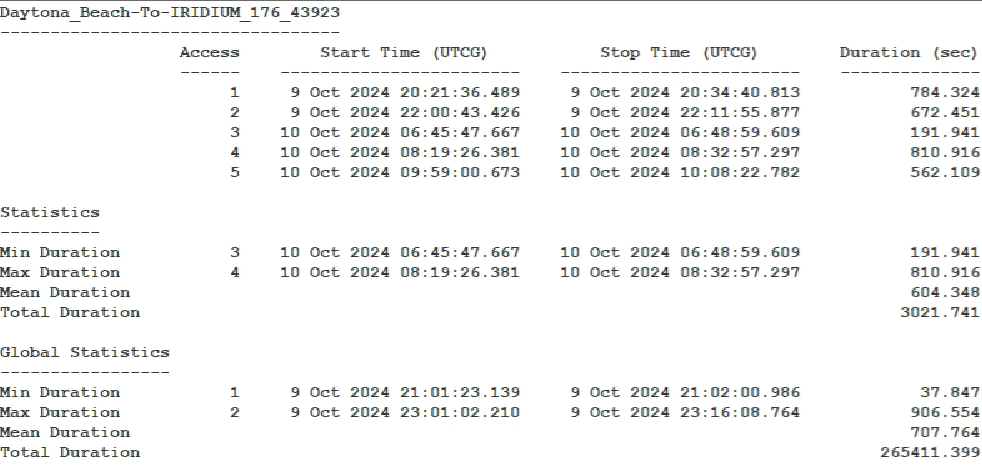 Daytona_Beach-To-IRIDIUM_176_43923
----------------------------------
Access Start Time (UTCG) Stop Time (UTCG) Duration (sec)
------ ------------------------ ------------------------ --------------
1 9 Oct 2024 20:21:36.489 9 Oct 2024 20:34:40.813 784.324
2 9 Oct 2024 22:00:43.426 9 Oct 2024 22:11:55.877 672.451
3 10 Oct 2024 06:45:47.667 10 Oct 2024 06:48:59.609 191.941
4 10 Oct 2024 08:19:26.381 10 Oct 2024 08:32:57.297 810.916
5 10 Oct 2024 09:59:00.673 10 Oct 2024 10:08:22.782 562.109
Statistics
----------
Min Duration 3 10 Oct 2024 06:45:47.667 10 Oct 2024 06:48:59.609 191.941
Max Duration 4 10 Oct 2024 08:19:26.381 10 Oct 2024 08:32:57.297 810.916
Mean Duration 604.348
Total Duration 3021.741
Global Statistics
-----------------
Min Duration 1 9 Oct 2024 21:01:23.139 9 Oct 2024 21:02:00.986 37.847
Max Duration 2 9 Oct 2024 23:01:02.210 9 Oct 2024 23:16:08.764 906.554
Mean Duration 707.764
Total Duration 265411.399